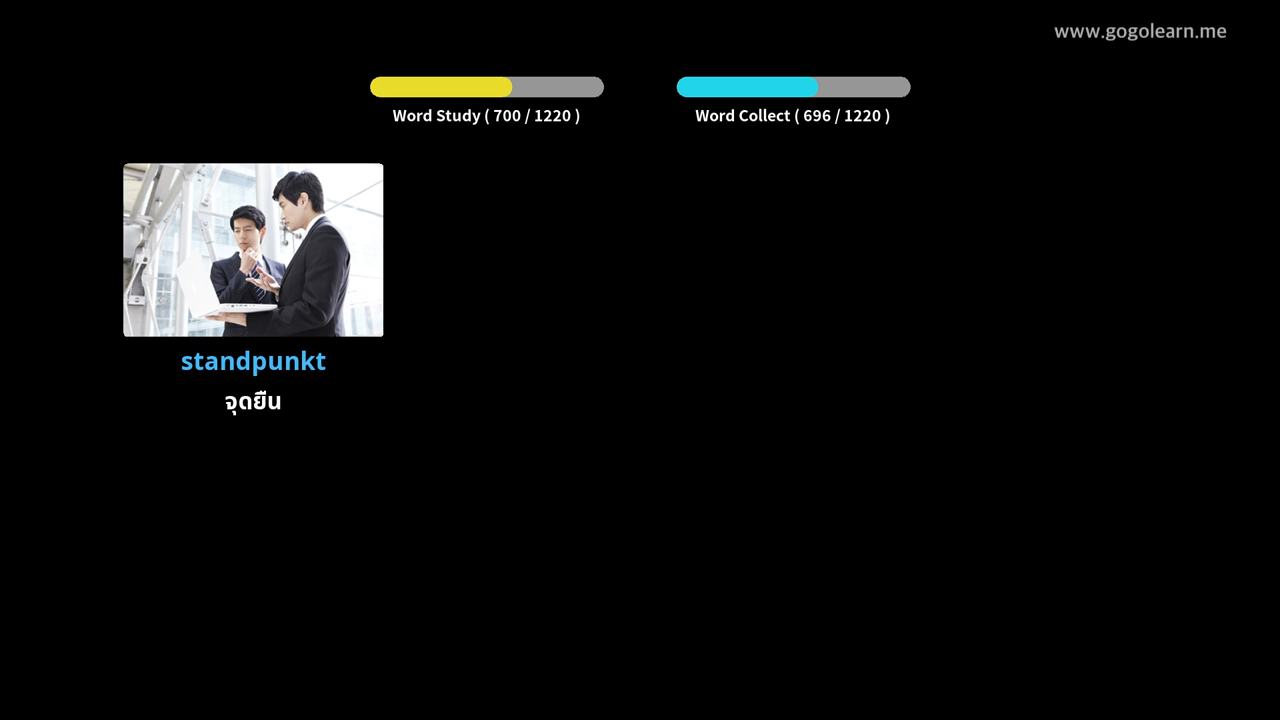 www.gogolearn.me
Word Study ( 700 / 1220 )
Word Collect ( 696 / 1220 )
standpunkt
จุดยืน